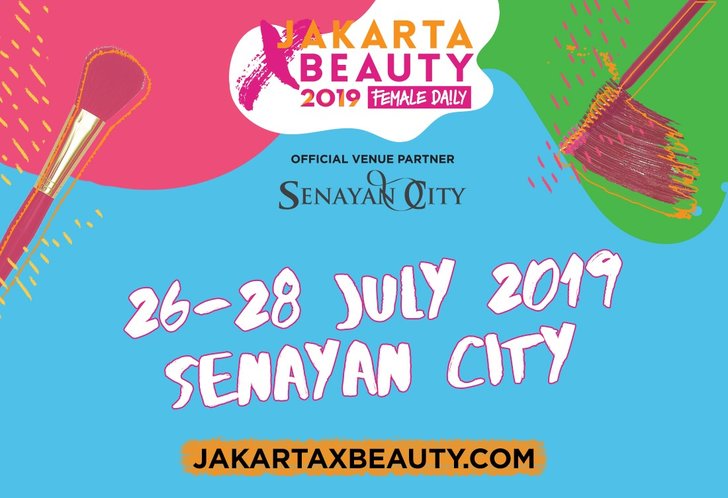 JAKARTA
X BEAUTY
2019 FEMALE DAILY
OFFICIAL VENUE PARTNER
SENAYAN CITY
26-28 JULY 2019
SENAYAN CITY
JAKARTAXBEAUTY.COM